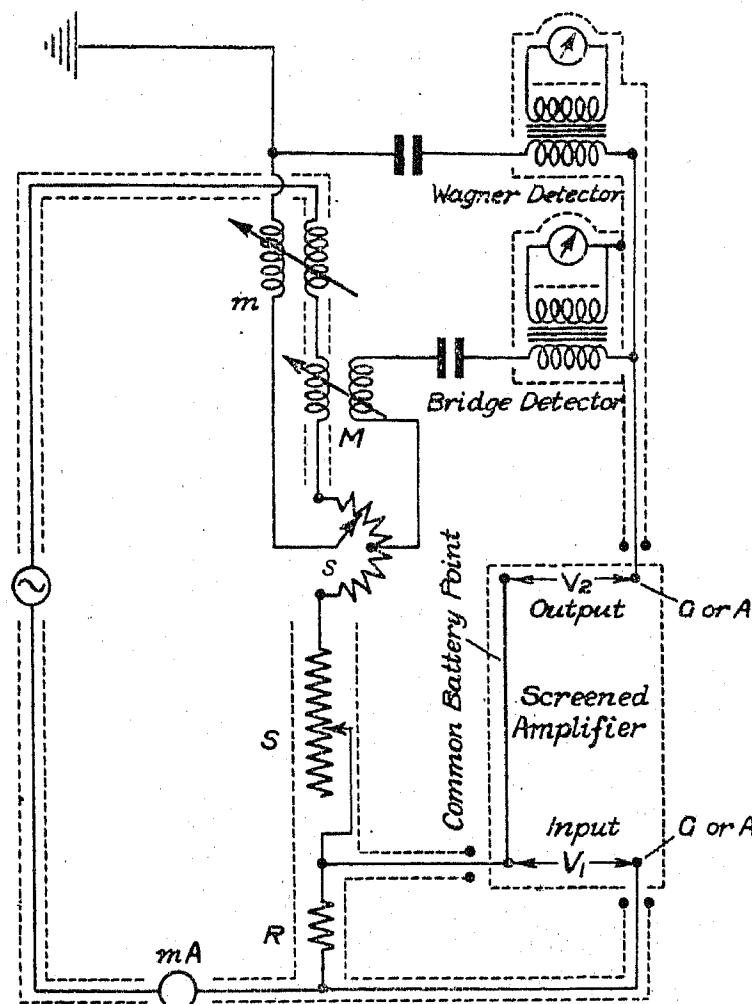 Wagner Detector
m
Bridge Detector
M
S
V2
Output
G or A
Common Battery Point
Screened
Amplifier
S
Input
V1
G or A
R
mA